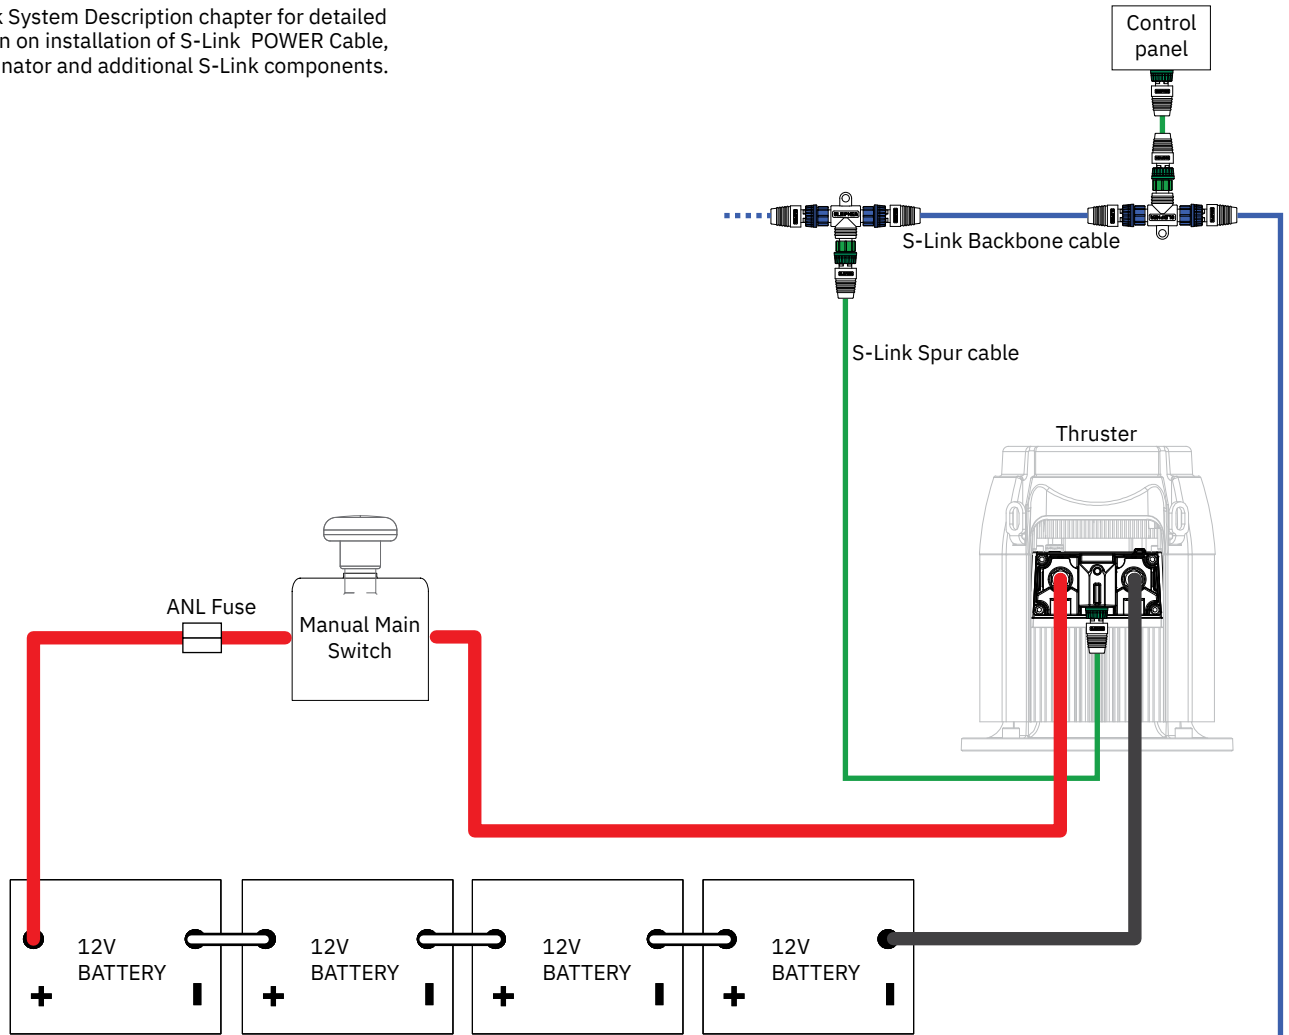 System Description chapter for detailed
on installation of S-Link POWER Cable,
and additional S-Link components.
Control
panel
S-Link Backbone cable
S-Link Spur cable
Thruster
ANL Fuse
Manual Main
Switch
12V
BATTERY
+ -
12V
BATTERY
+ -
12V
BATTERY
+ -
12V
BATTERY
+ -